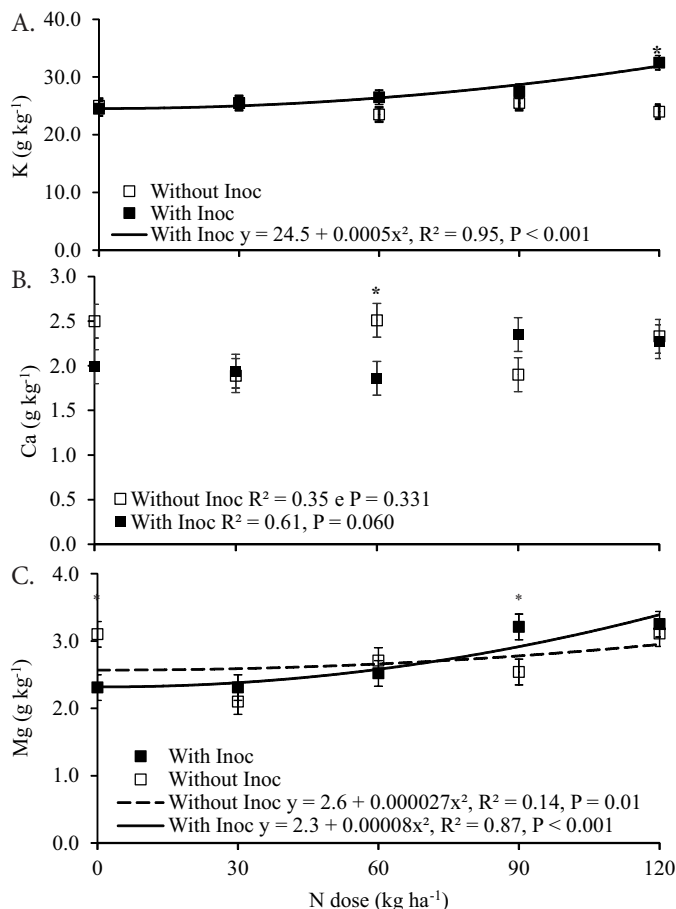 A.
40.0
*
30.0
20.0
10.0
0.0
K (g kg⁻¹)
Without Inoc
With Inoc
With Inoc y = 24.5 + 0.0005x², R² = 0.95, P < 0.001
B.
3.0
*
2.5
2.0
1.5
1.0
0.5
0.0
Ca (g kg⁻¹)
Without Inoc R² = 0.35 e P = 0.331
With Inoc R² = 0.61, P = 0.060
C.
4.0
* *
3.0
2.0
1.0
0.0
Mg (g kg⁻¹)
With Inoc
Without Inoc
Without Inoc y = 2.6 + 0.000027x², R² = 0.14, P = 0.01
With Inoc y = 2.3 + 0.00008x², R² = 0.87, P < 0.001
0 30 60 90 120
N dose (kg ha⁻¹)